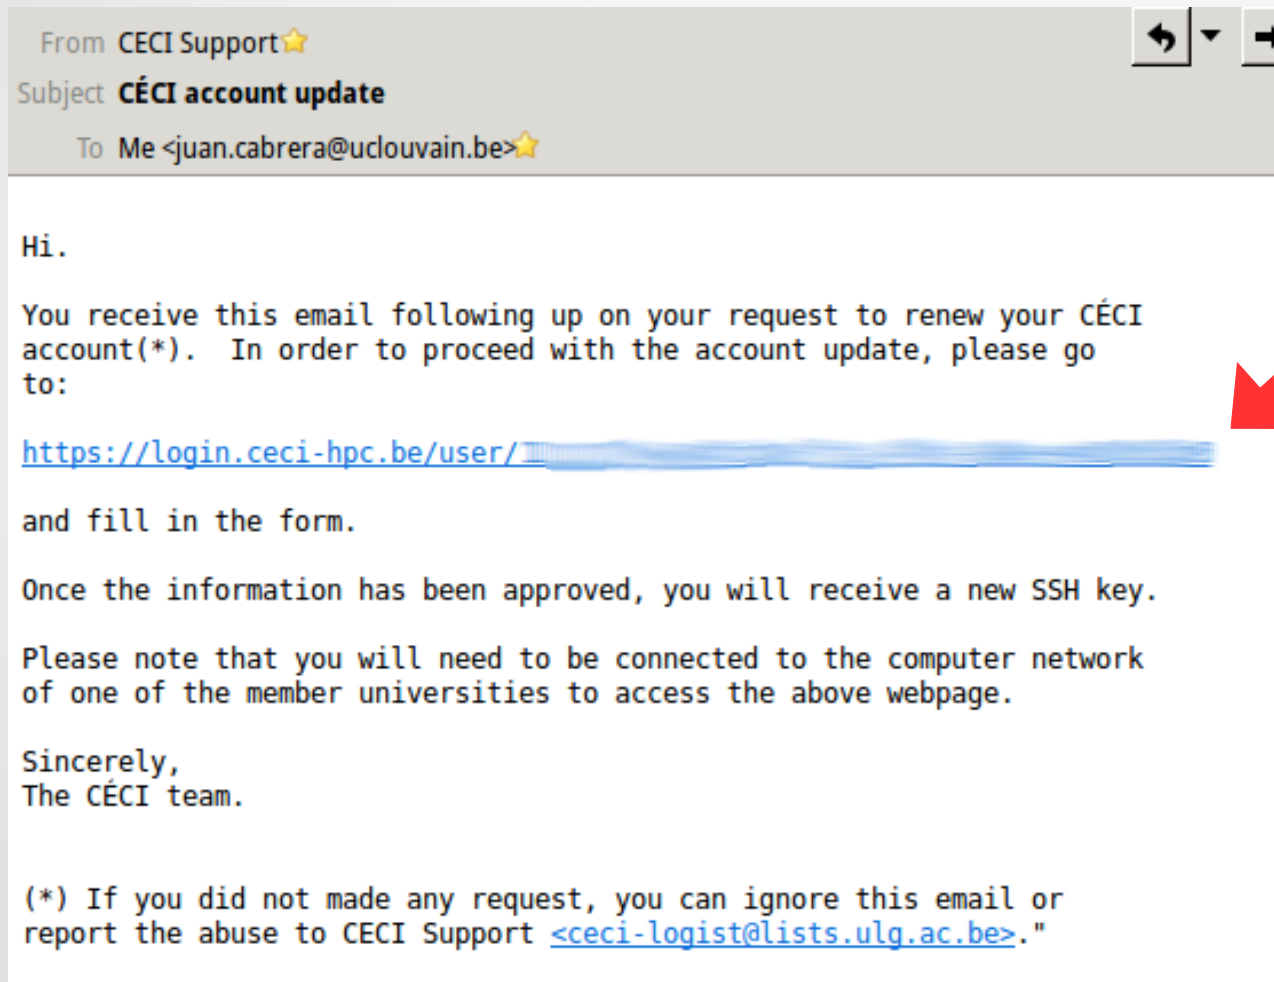 From CECI Support
Subject CÉCI account update
To Me <juan.cabrera@uclouvain.be>
Hi.
You receive this email following up on your request to renew your CÉCI
account(*). In order to proceed with the account update, please go
to:
https://login.ceci-hpc.be/user/
and fill in the form.
Once the information has been approved, you will receive a new SSH key.
Please note that you will need to be connected to the computer network
of one of the member universities to access the above webpage.
Sincerely,
The CÉCI team.
(*) If you did not made any request, you can ignore this email or
report the abuse to CECI Support <ceci-logist@lists.ulg.ac.be>."